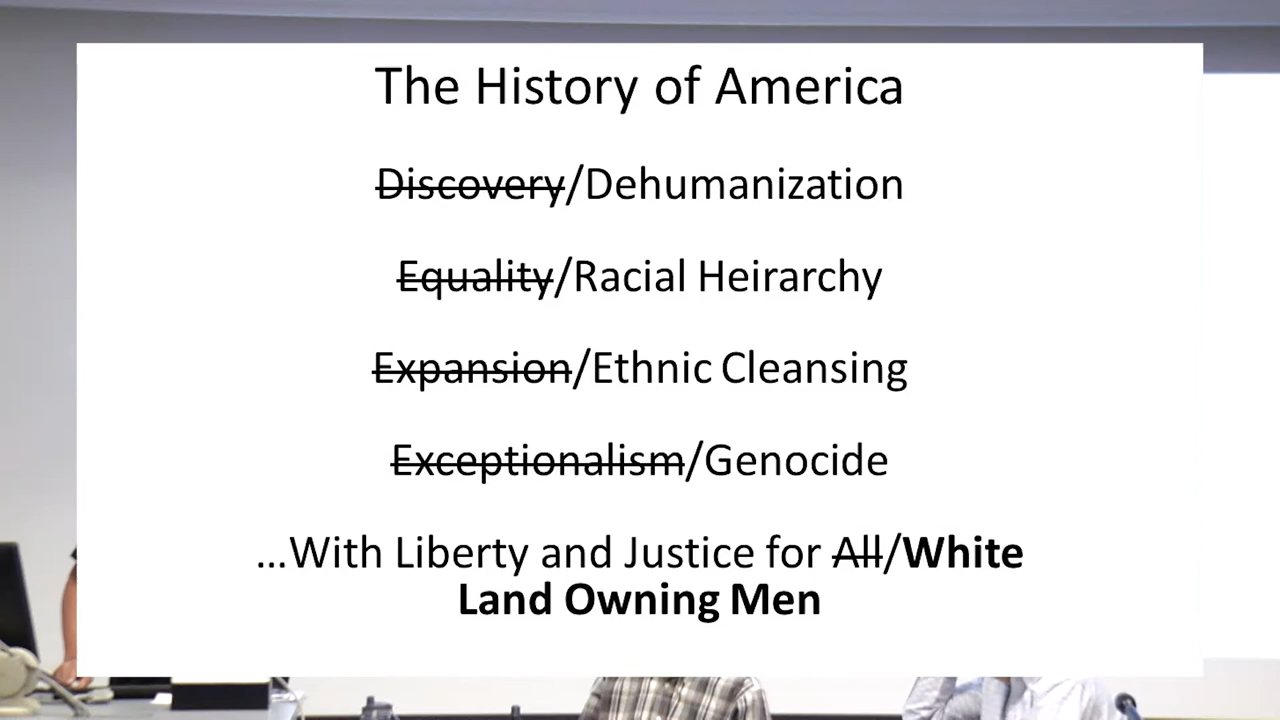 The History of America
Discovery/Dehumanization
Equality/Racial Heirarchy
Expansion/Ethnic Cleansing
Exceptionalism/Genocide
...With Liberty and Justice for All/White
Land Owning Men